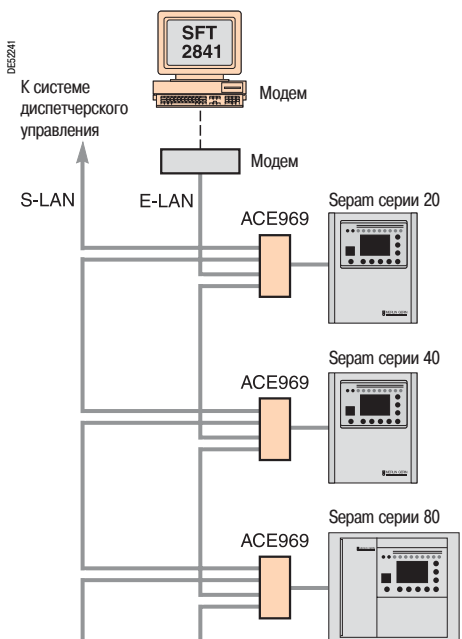 SFT
2841
DE52241
К системе
диспетчерского
управления
Модем
Модем
S-LAN
E-LAN
Sepam серии 20
ACE969
Sepam серии 40
ACE969
Sepam серии 80
ACE969